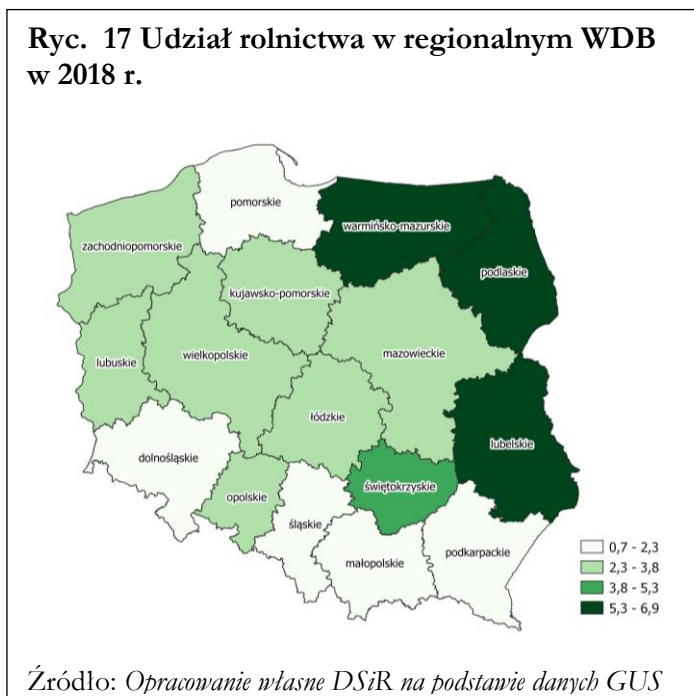 Ryc. 17 Udział rolnictwa w regionalnym WDB
w 2018 r.
pomorskie
warmińsko-mazurskie
zachodniopomorskie
podlaskie
kujawsko-pomorskie
lubuskie
wielkopolskie
mazowieckie
łódzkie
lubelskie
dolnośląskie
opolskie
świętokrzyskie
śląskie
małopolskie
podkarpackie
0,7 - 2,3
2,3 - 3,8
3,8 - 5,3
5,3 - 6,9
Źródło: Opracowanie własne DSiR na podstawie danych GUS